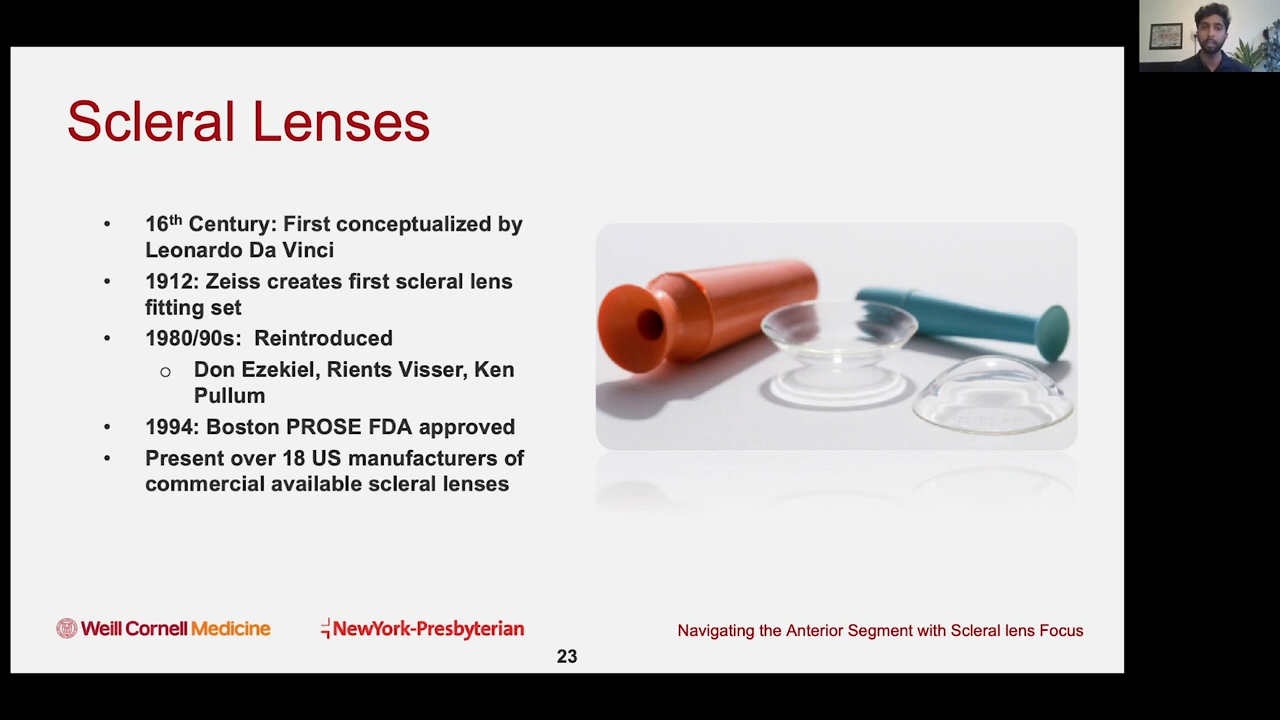 Scleral Lenses
• 16th Century: First conceptualized by
Leonardo Da Vinci
• 1912: Zeiss creates first scleral lens
fitting set
• 1980/90s: Reintroduced
o Don Ezekiel, Rients Visser, Ken
Pullum
• 1994: Boston PROSE FDA approved
• Present over 18 US manufacturers of
commercial available scleral lenses
Weill Cornell Medicine
NewYork-Presbyterian
Navigating the Anterior Segment with Scleral lens Focus
23